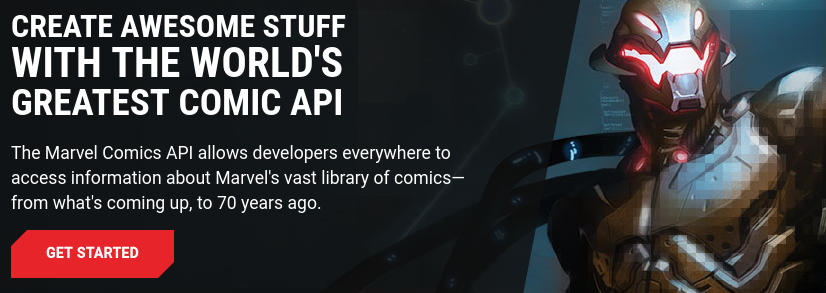 CREATE AWESOME STUFF
WITH THE WORLD'S
GREATEST COMIC API
The Marvel Comics API allows developers everywhere to
access information about Marvel's vast library of comics—
from what's coming up, to 70 years ago.
GET STARTED